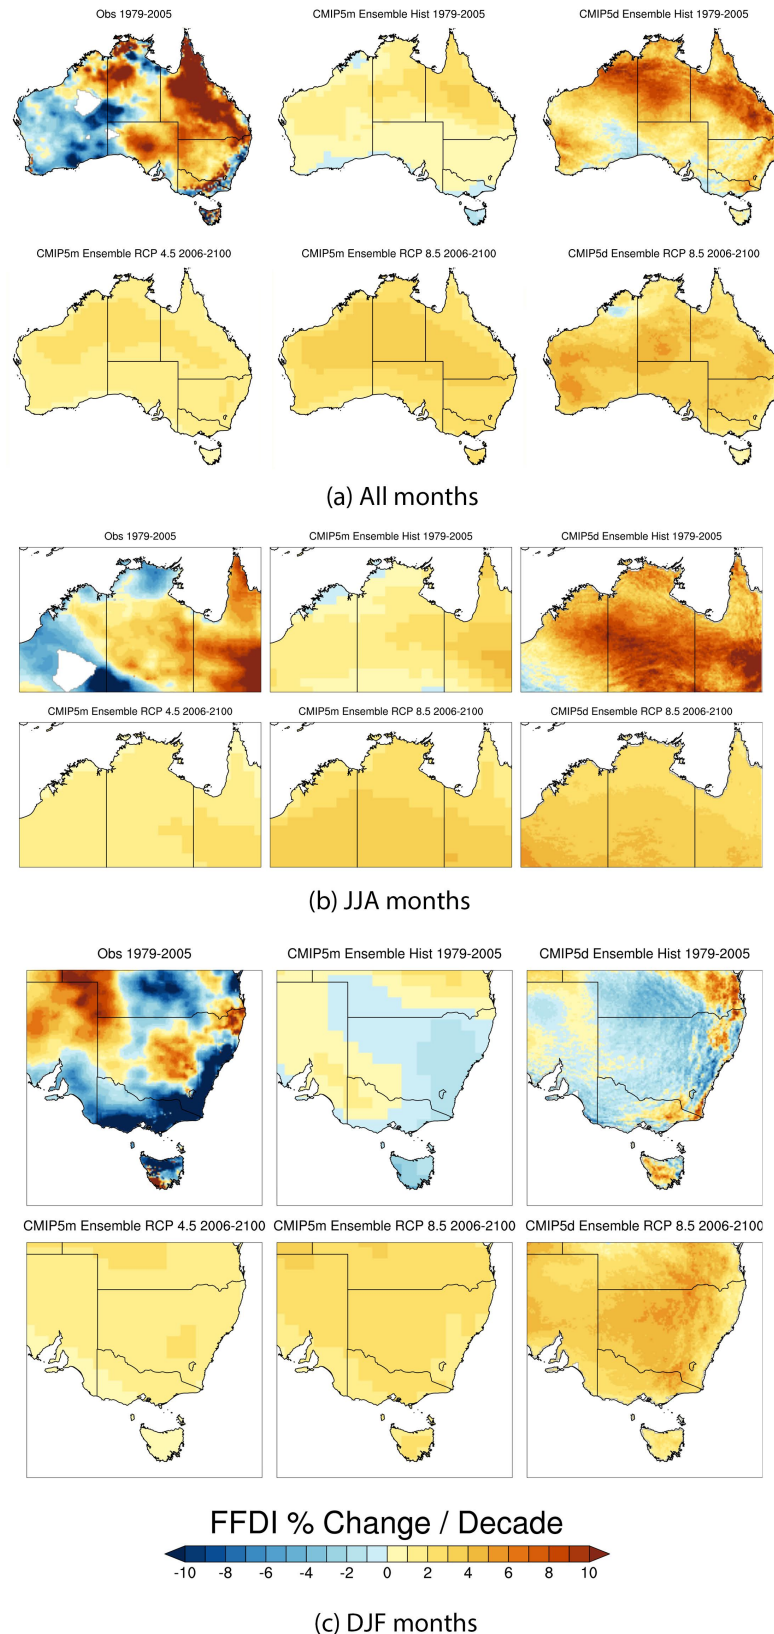 Obs 1979-2005
CMIP5m Ensemble Hist 1979-2005
CMIP5d Ensemble Hist 1979-2005
CMIP5m Ensemble RCP 4.5 2006-2100
CMIP5m Ensemble RCP 8.5 2006-2100
CMIP5d Ensemble RCP 8.5 2006-2100
(a) All months
Obs 1979-2005
CMIP5m Ensemble Hist 1979-2005
CMIP5d Ensemble Hist 1979-2005
CMIP5m Ensemble RCP 4.5 2006-2100
CMIP5m Ensemble RCP 8.5 2006-2100
CMIP5d Ensemble RCP 8.5 2006-2100
(b) JJA months
Obs 1979-2005
CMIP5m Ensemble Hist 1979-2005
CMIP5d Ensemble Hist 1979-2005
CMIP5m Ensemble RCP 4.5 2006-2100
CMIP5m Ensemble RCP 8.5 2006-2100
CMIP5d Ensemble RCP 8.5 2006-2100
FFDI % Change / Decade
-10 -8 -6 -4 -2 0 2 4 6 8 10
(c) DJF months